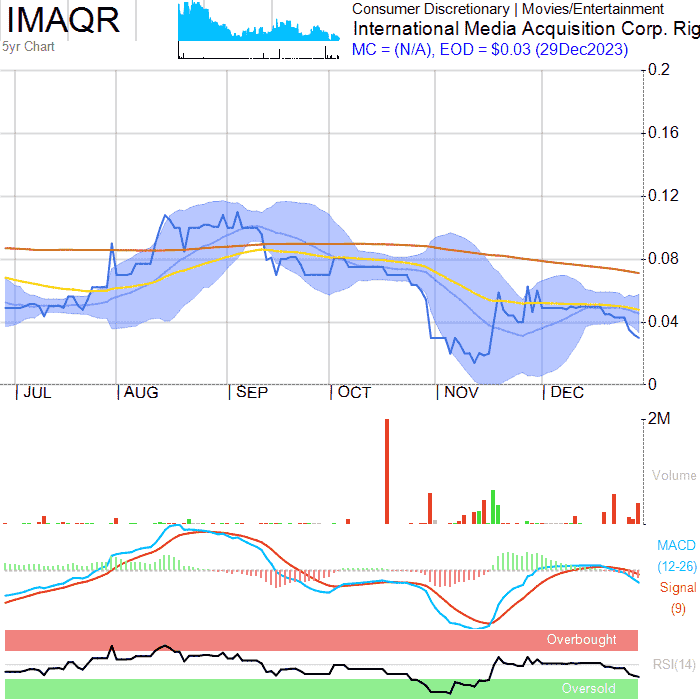 IMAQR
5yr Chart
Consumer Discretionary | Movies/Entertainment
International Media Acquisition Corp. Rig
MC = (N/A), EOD = $0.03 (29Dec2023)
0.2
0.16
0.12
0.08
0.04
0
JUL AUG SEP OCT NOV DEC
2M
Volume
MACD
(12-26)
Signal
(9)
Overbought
RSI(14)
Oversold